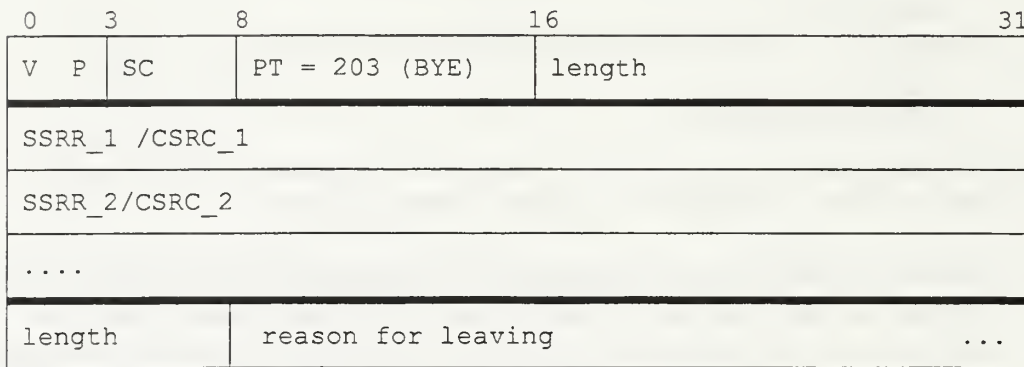 0 3 8 16 31
V P SC PT = 203 (BYE) length
SSRR_1 /CSRC_1
SSRR_2/CSRC_2
....
length reason for leaving ...